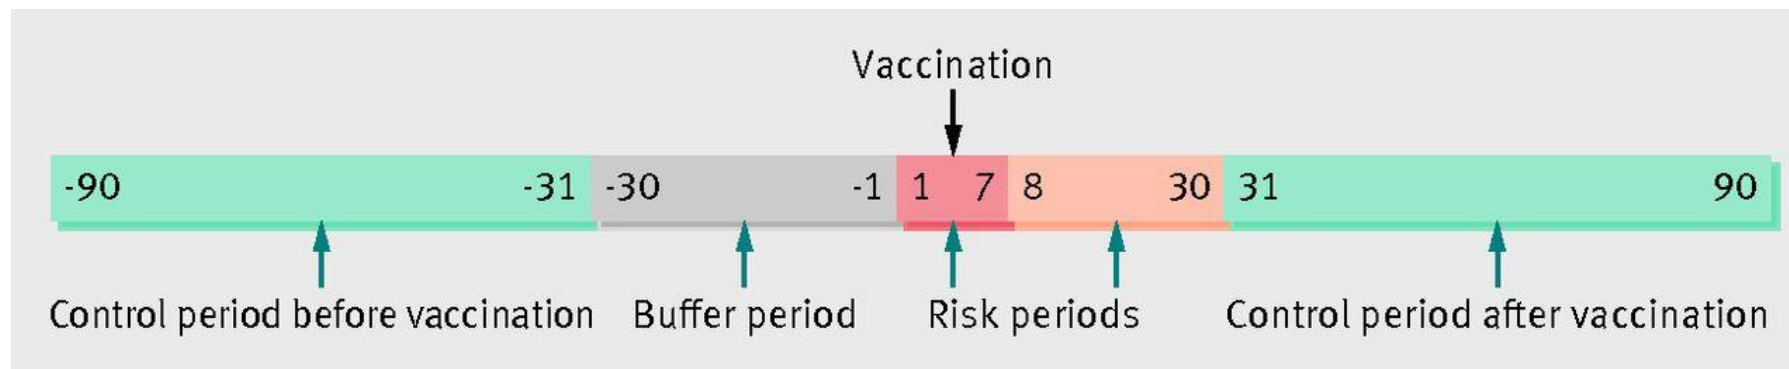 Vaccination
-90 -31 -30 -1 1 7 8 30 31 90
Control period before vaccination Buffer period Risk periods Control period after vaccination